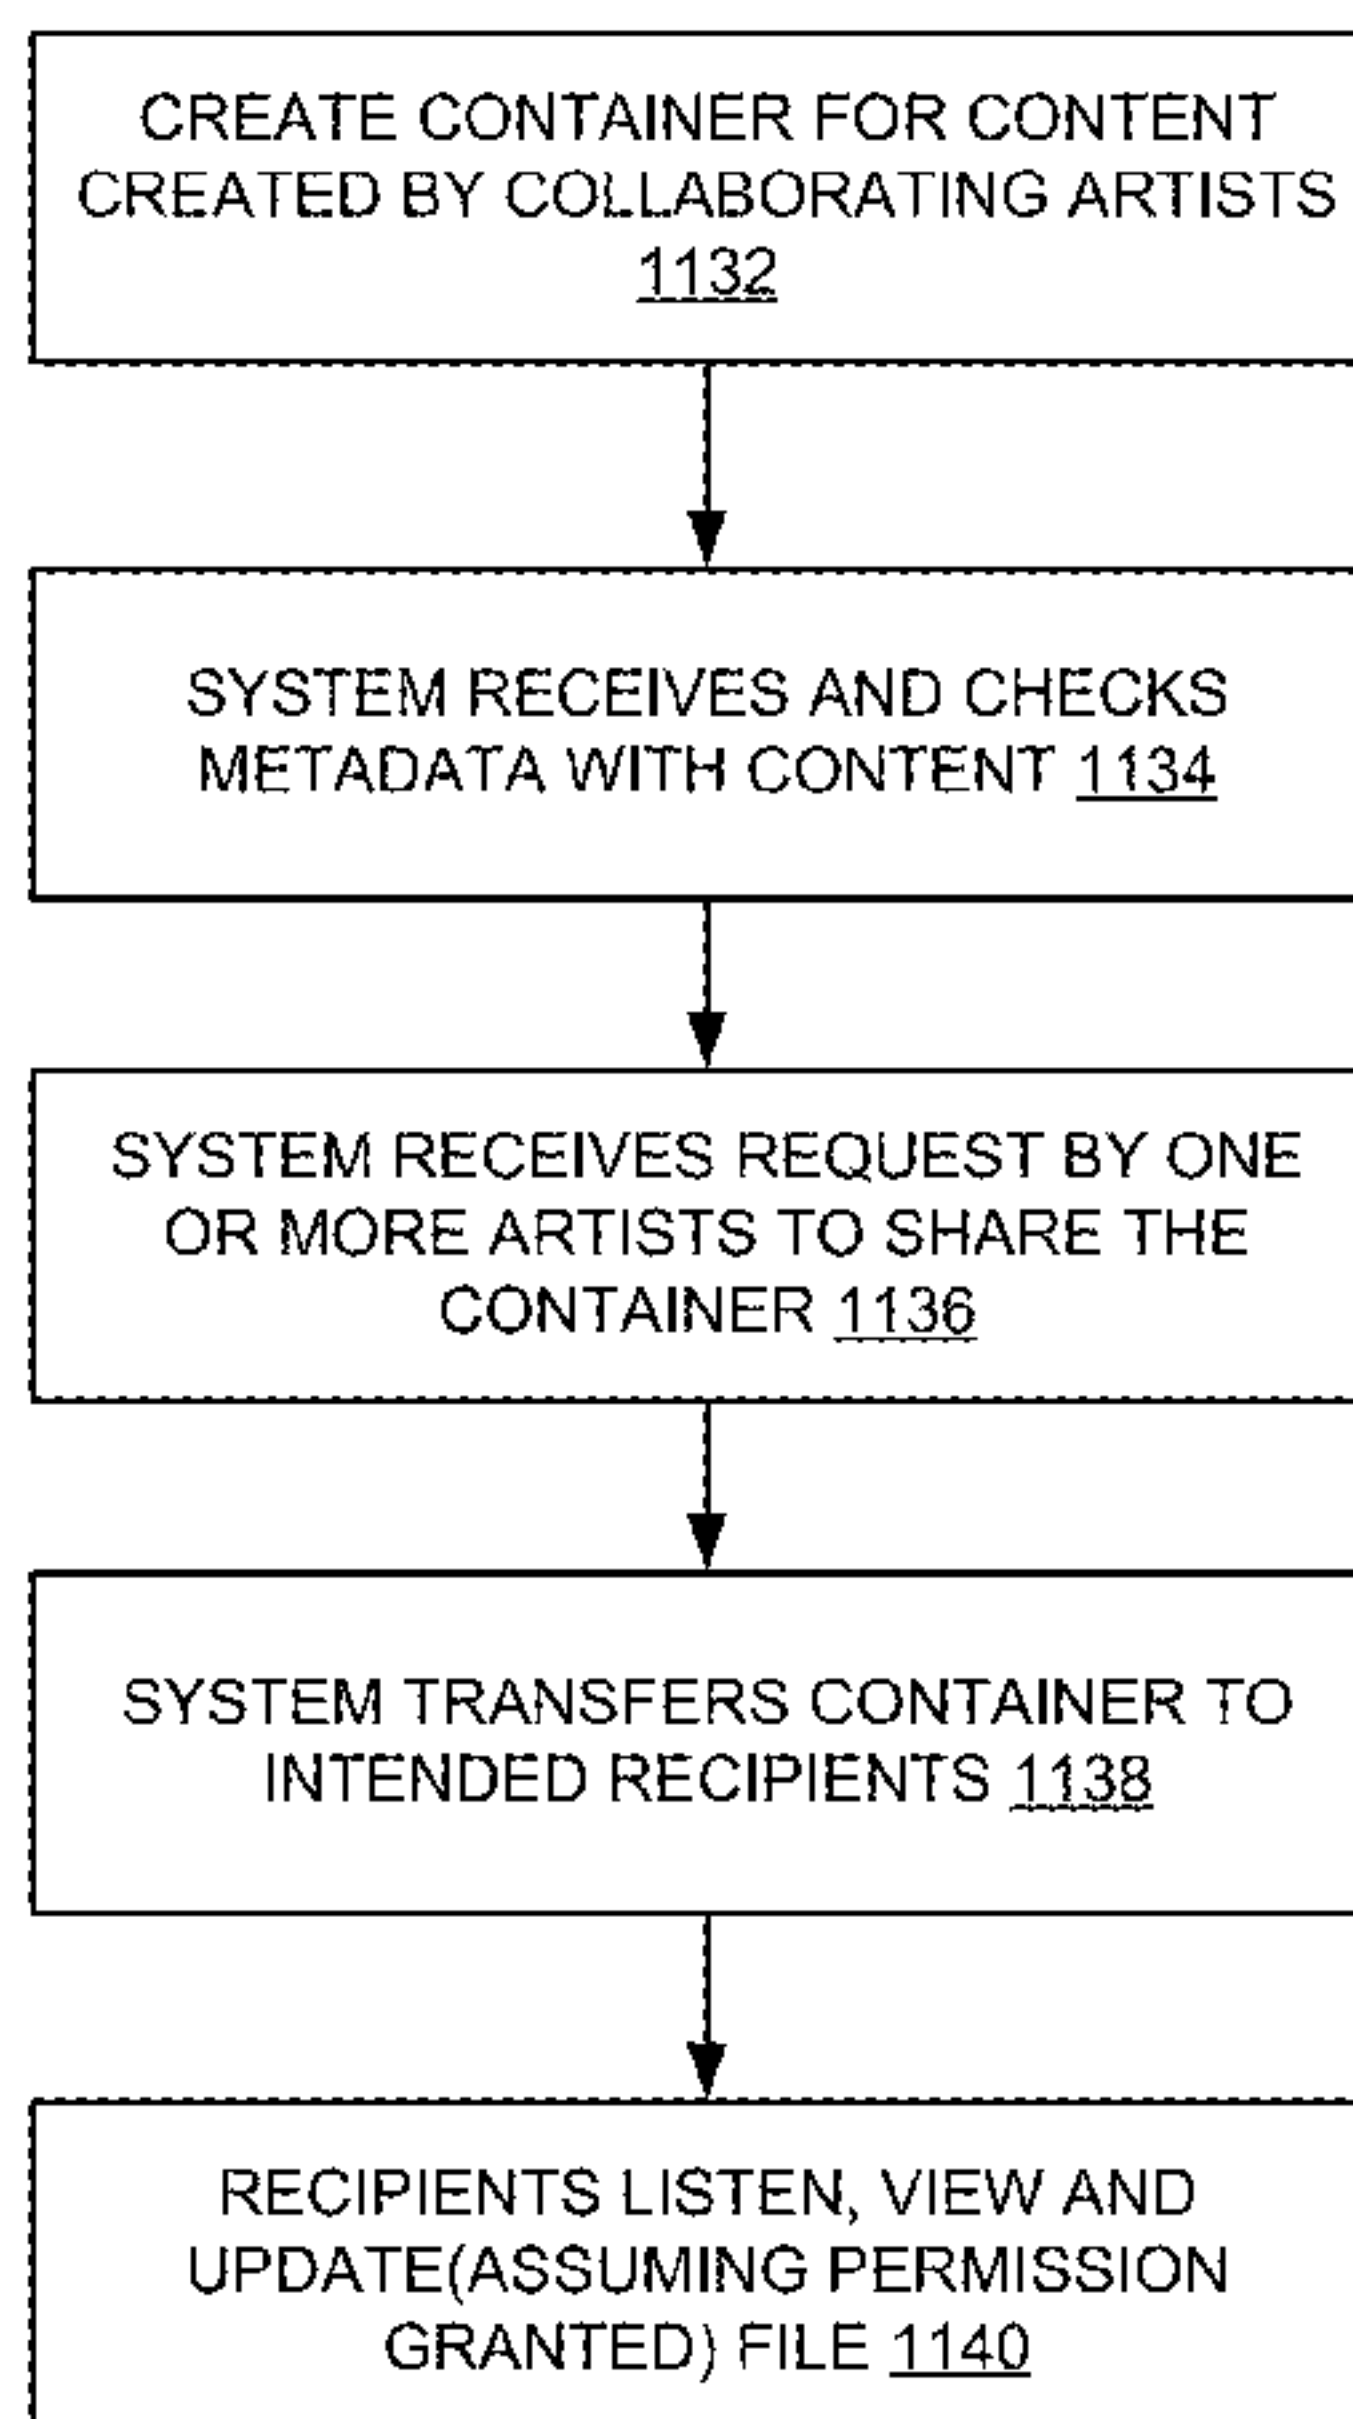 CREATE CONTAINER FOR CONTENT
CREATED BY COLLABORATING ARTISTS
1132
SYSTEM RECEIVES AND CHECKS
METADATA WITH CONTENT 1134
SYSTEM RECEIVES REQUEST BY ONE
OR MORE ARTISTS TO SHARE THE
CONTAINER 1136
SYSTEM TRANSFERS CONTAINER TO
INTENDED RECIPIENTS 1138
RECIPIENTS LISTEN, VIEW AND
UPDATE(ASSUMING PERMISSION
GRANTED) FILE 1140